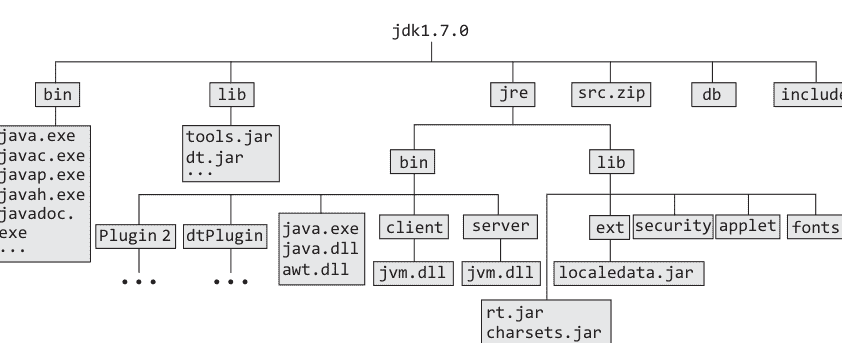 jdk1.7.0
bin
lib
jre
src.zip
db
include
java.exe
javac.exe
javap.exe
javah.exe
javadoc.
exe
...
tools.jar
dt.jar
...
bin
lib
Plugin 2
dtPlugin
java.exe
java.dll
awt.dll
client
server
ext
security
applet
fonts
...
...
jvm.dll
jvm.dll
localedata.jar
rt.jar
charsets.jar